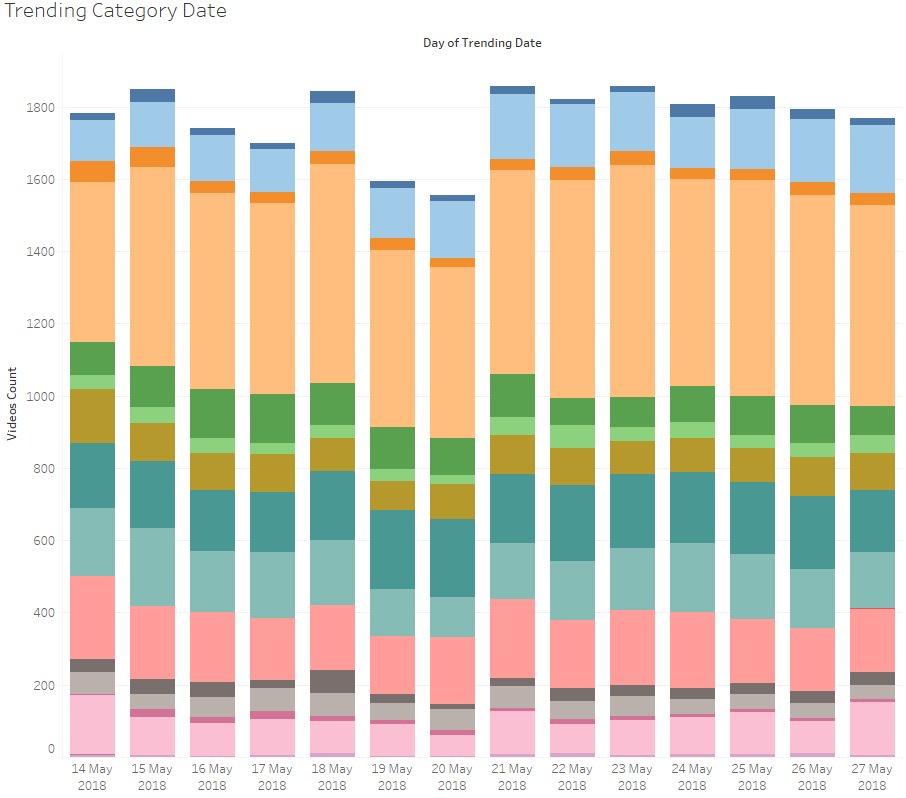 Trending Category Date
Day of Trending Date
Videos Count
1800
1600
1400
1200
1000
800
600
400
200
0
14 May 2018
15 May 2018
16 May 2018
17 May 2018
18 May 2018
19 May 2018
20 May 2018
21 May 2018
22 May 2018
23 May 2018
24 May 2018
25 May 2018
26 May 2018
27 May 2018